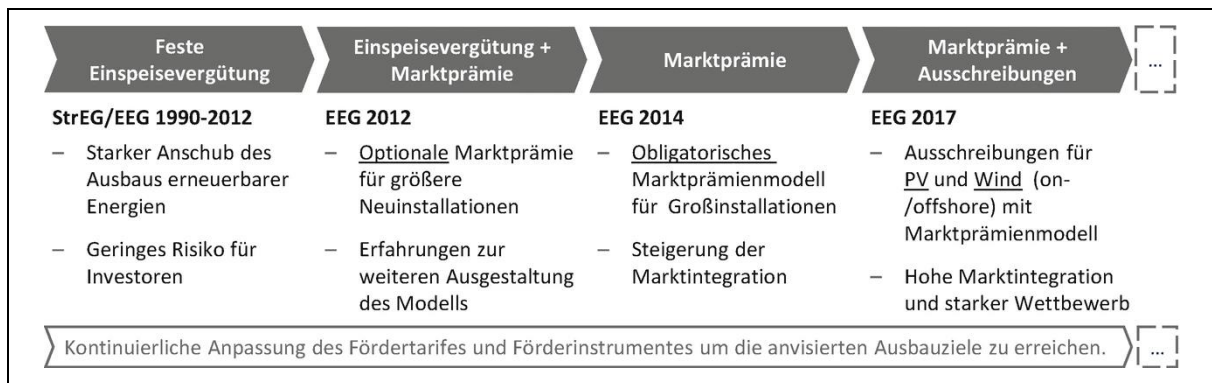 Feste
Einspeisevergütung
Einspeisevergütung +
Marktprämie
Marktprämie
Marktprämie +
Ausschreibungen
...
StrEG/EEG 1990-2012
– Starker Anschub des
Ausbaus erneuerbarer
Energien
– Geringes Risiko für
Investoren
EEG 2012
– Optionale Marktprämie
für größere
Neuinstallationen
– Erfahrungen zur
weiteren Ausgestaltung
des Modells
EEG 2014
– Obligatorisches
Marktprämienmodell
für Großinstallationen
– Steigerung der
Marktintegration
EEG 2017
– Ausschreibungen für
PV und Wind (on-
/offshore) mit
Marktprämienmodell
– Hohe Marktintegration
und starker Wettbewerb
Kontinuierliche Anpassung des Fördertarifes und Förderinstrumentes um die anvisierten Ausbauziele zu erreichen.
...